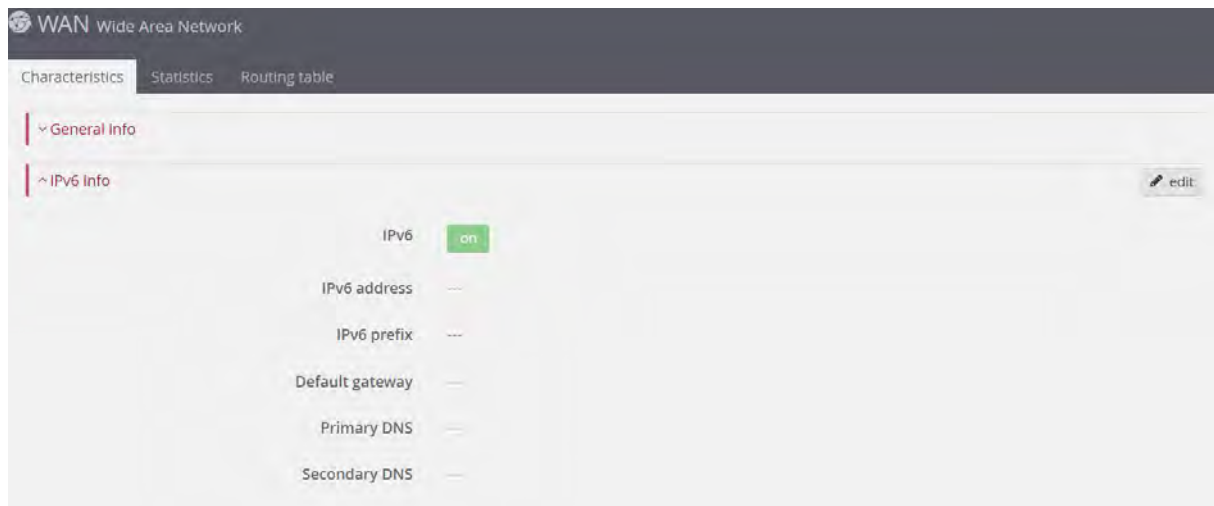 WAN Wide Area Network
Characteristics Statistics Routing table
General info
IPv6 info edit
IPv6 on
IPv6 address ---
IPv6 prefix ---
Default gateway ---
Primary DNS ---
Secondary DNS ---